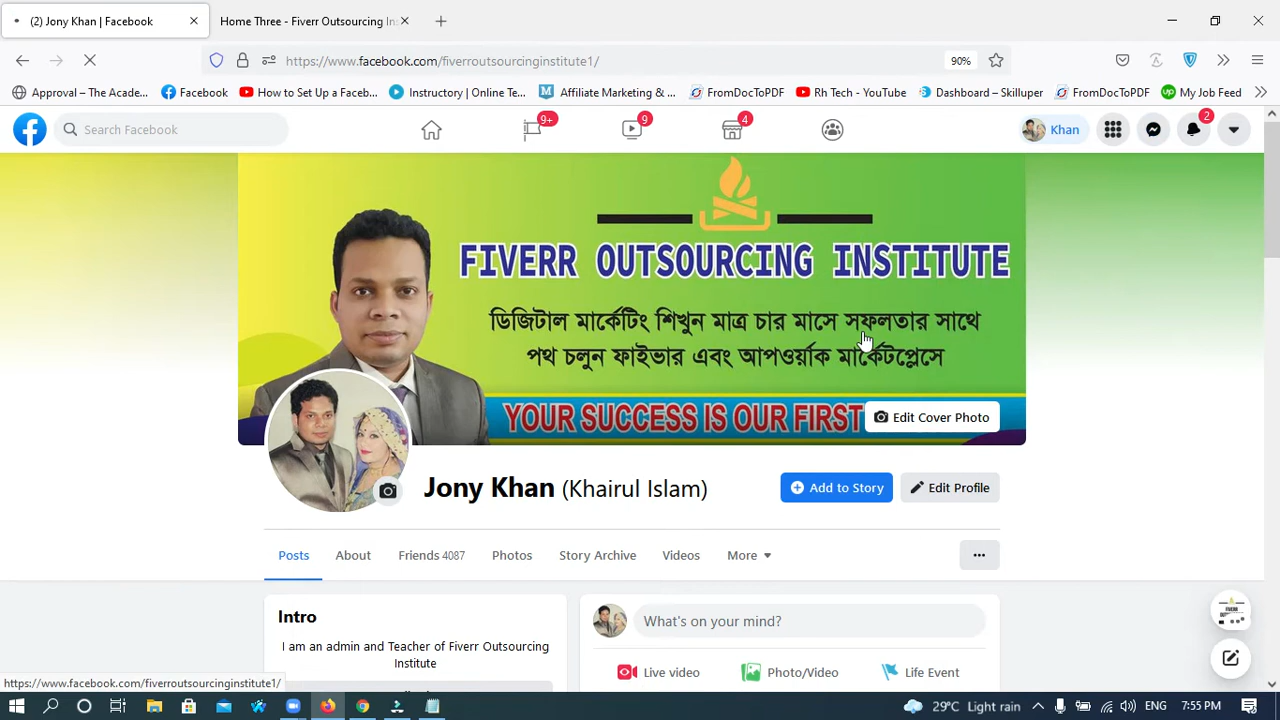 (2) Jony Khan | Facebook
Home Three - Fiverr Outsourcing In
https://www.facebook.com/fiverroutsourcinginstitute1/
90%
Approval – The Acade...
Facebook
How to Set Up a Faceb...
Instructory | Online Te...
Affiliate Marketing & ...
FromDocToPDF
Rh Tech - YouTube
Dashboard – Skilluper
FromDocToPDF
My Job Feed
Search Facebook
9+
9
4
Khan
2
FIVERR OUTSOURCING INSTITUTE
ডিজিটাল মার্কেটিং শিখুন মাত্র চার মাসে সফলতার সাথে
পথ চলুন ফাইভার এবং আপওয়ার্ক মার্কেটপ্লেসে
YOUR SUCCESS IS OUR FIRST
Edit Cover Photo
Jony Khan (Khairul Islam)
Add to Story
Edit Profile
Posts
About
Friends 4087
Photos
Story Archive
Videos
More
Intro
I am an admin and Teacher of Fiverr Outsourcing
Institute
What's on your mind?
Live video
Photo/Video
Life Event
https://www.facebook.com/fiverroutsourcinginstitute1/
29°C Light rain
ENG
7:55 PM